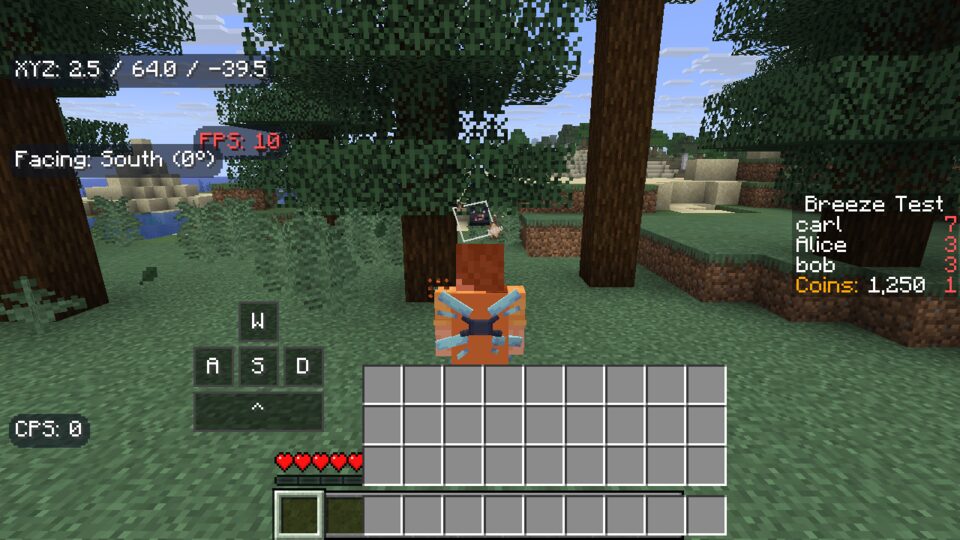 XYZ: 2.5 / 64.0 / -39.5
FPS: 10
Facing: South (0°)
Breeze Test
carl 7
Alice 3
bob 3
Coins: 1,250 1
W
A S D
^
CPS: 0